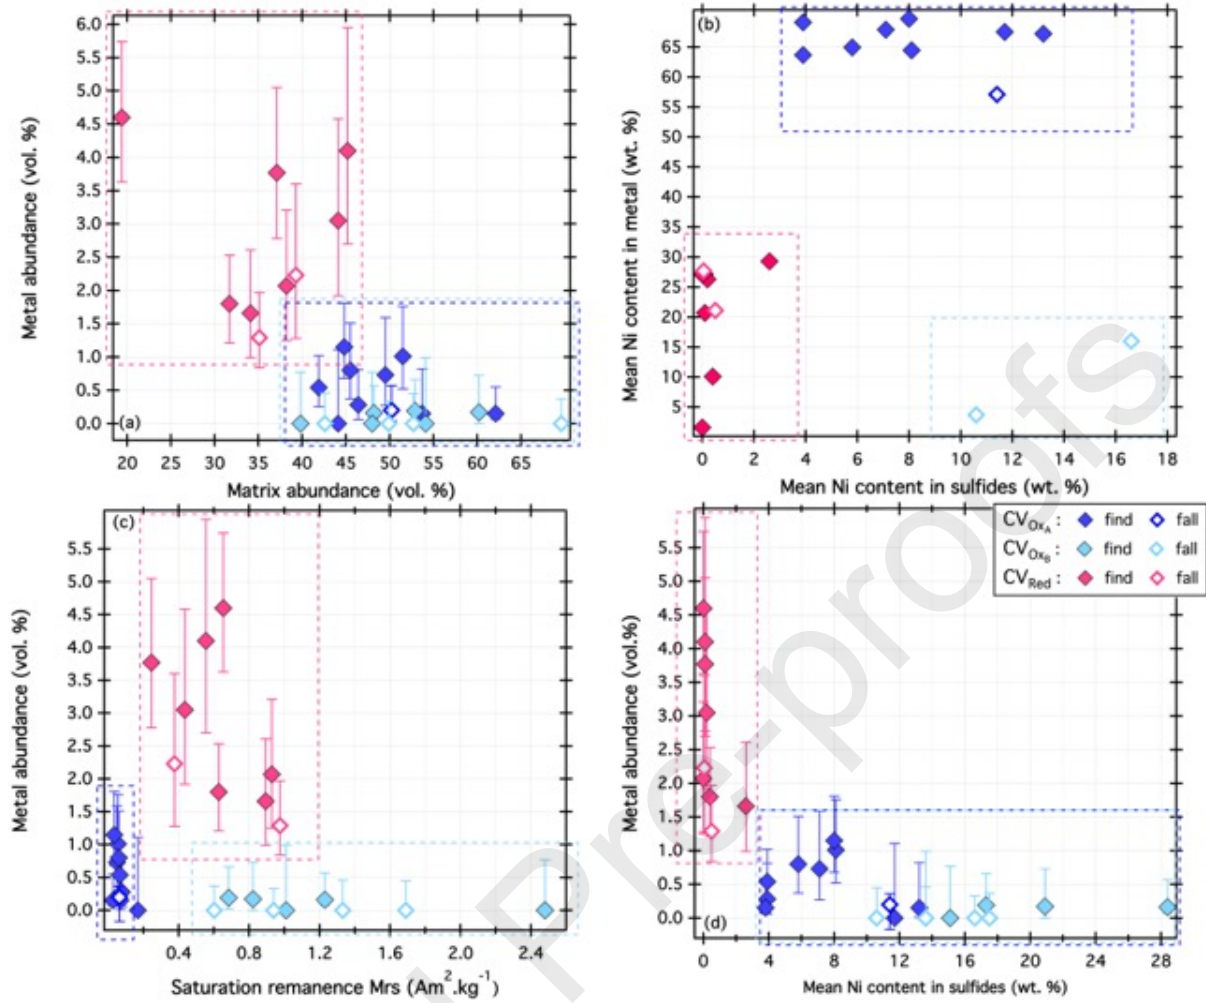 (a)
Metal abundance (vol. %)
6.0
5.5
5.0
4.5
4.0
3.5
3.0
2.5
2.0
1.5
1.0
0.5
0.0
20 25 30 35 40 45 50 55 60 65
Matrix abundance (vol. %)
(b)
Mean Ni content in metal (wt. %)
65
60
55
50
45
40
35
30
25
20
15
10
5
0 2 4 6 8 10 12 14 16 18
Mean Ni content in sulfides (wt. %)
(c)
Metal abundance (vol. %)
5.5
5.0
4.5
4.0
3.5
3.0
2.5
2.0
1.5
1.0
0.5
0.0
0.4 0.8 1.2 1.6 2.0 2.4
Saturation remanence Mrs (Am².kg⁻¹)
CV_OxA : find fall
CV_OxB : find fall
CV_Red : find fall
(d)
Metal abundance (vol.%)
5.5
5.0
4.5
4.0
3.5
3.0
2.5
2.0
1.5
1.0
0.5
0.0
0 4 8 12 16 20 24 28
Mean Ni content in sulfides (wt. %)
Pre-proofs